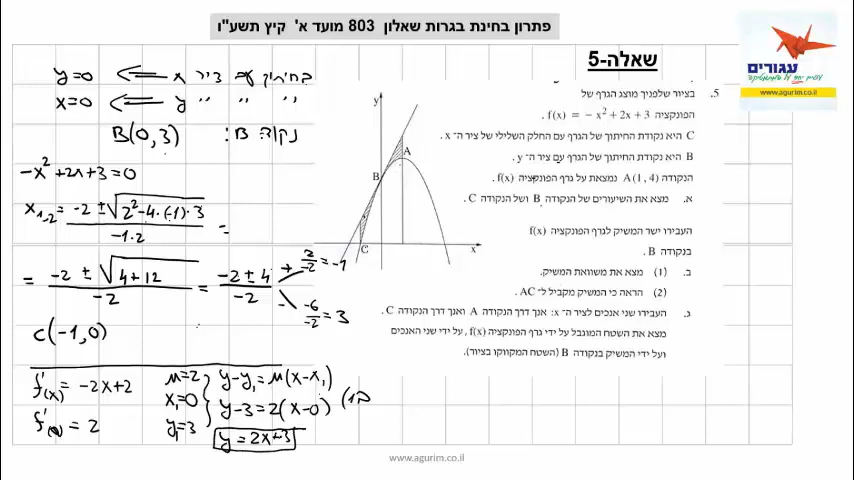 פתרון בחינת בגרות שאלון 803 מועד א' קיץ תשע"ו
עגורים
שאלה-5
5. בציור שלפניך מוצג הגרף של
הפונקציה f(x) = − x² + 2x + 3 .
C היא נקודת החיתוך של הגרף עם החלק השלילי של ציר ה־x .
B היא נקודת החיתוך של הגרף עם ציר ה־y .
הנקודה A(1, 4) נמצאת על גרף הפונקציה f(x) .
א. מצא את השיעורים של הנקודה B ושל הנקודה C .
העבירו ישר המשיק לגרף הפונקציה f(x)
בנקודה B .
ב. (1) מצא את משוואת המשיק.
(2) הראה כי המשיק מקביל ל־AC .
ג. העבירו שני אנכים לציר ה־x: אנך דרך הנקודה A ואנך דרך הנקודה C .
מצא את השטח המוגבל על ידי גרף הפונקציה f(x), על ידי שני האנכים
ועל ידי המשיק בנקודה B (השטח המקווקו בציור).
y
A
B
C
x
בחיתוך עם ציר x ⟸ y=0
" " " y ⟸ x=0
נקודה B: B(0,3)
-x²+2x+3=0
x₁,₂= (-2 ± √(2²-4·(-1)·3))/(-1·2) =
= (-2 ± √(4+12))/(-2) = (-2 ± 4)/(-2)
+ 2/-2 = -1
- -6/-2 = 3
C(-1,0)
f'(x) = -2x+2
f'(0) = 2
m=2
x₁=0
y₁=3
y-y₁=m(x-x₁)
y-3=2(x-0)
ב1)
y=2x+3
www.agurim.co.il
www.agurim.co.il